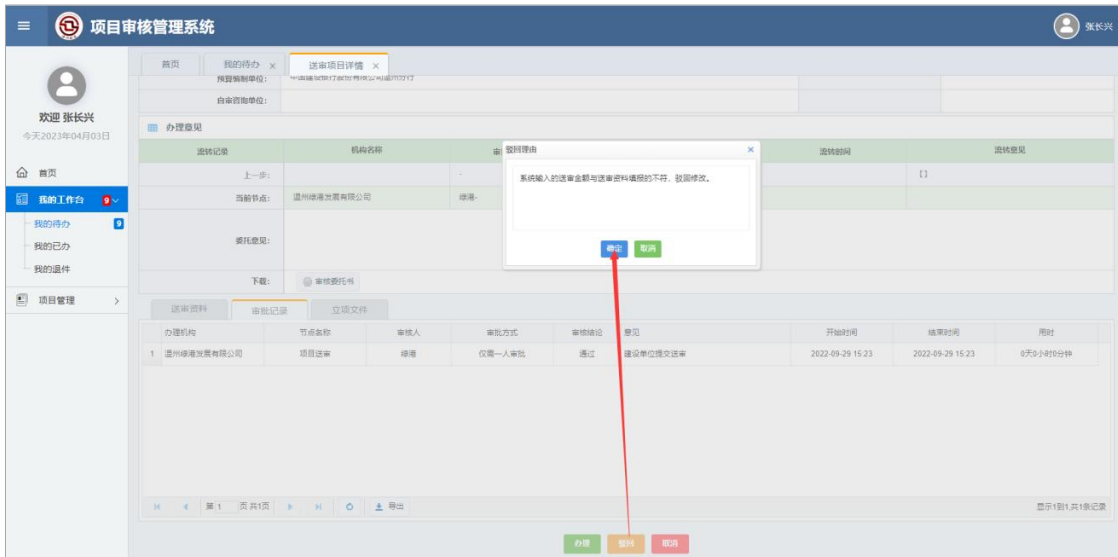 项目审核管理系统
张长兴
首页
我的待办 ×
送审项目详情 ×
欢迎 张长兴
今天2023年04月03日
首页
我的工作台 9
我的待办 9
我的已办
我的退件
项目管理
预算编制单位:
中国建设银行股份有限公司温州分行
自审咨询单位:
办理意见
流转记录 机构名称 审 流转时间 流转意见
上一步: - []
当前节点: 温州绿港发展有限公司 绿港-
委托意见:
下载: 审核委托书
驳回理由 ×
系统输入的送审金额与送审资料填报的不符、驳回修改。
确定 取消
送审资料 审批记录 立项文件
办理机构 节点名称 审核人 审批方式 审核结论 意见 开始时间 结束时间 用时
1 温州绿港发展有限公司 项目送审 绿港 仅需一人审批 通过 建设单位提交送审 2022-09-29 15:23 2022-09-29 15:23 0天0小时0分钟
第 1 页 共1页 导出 显示1到1,共1条记录
办理 驳回 取消